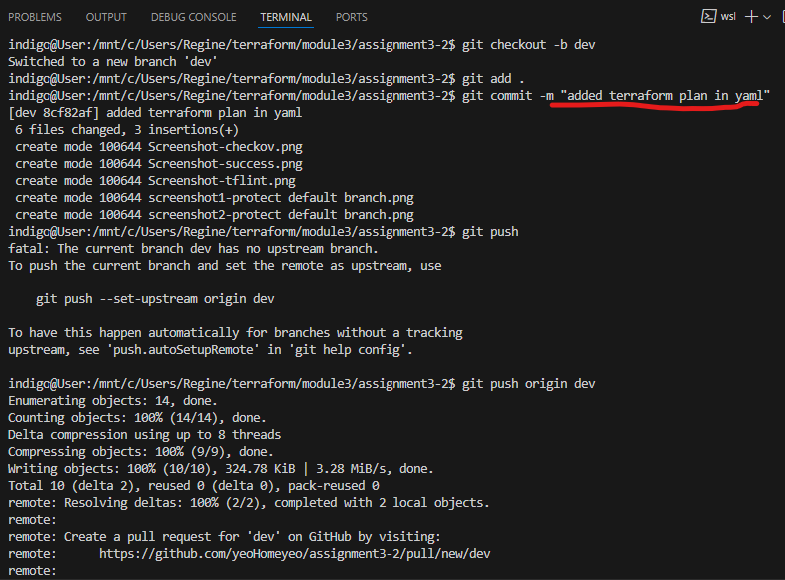 PROBLEMS OUTPUT DEBUG CONSOLE TERMINAL PORTS wsl
indigo@User:/mnt/c/Users/Regine/terraform/module3/assignment3-2$ git checkout -b dev
Switched to a new branch 'dev'
indigo@User:/mnt/c/Users/Regine/terraform/module3/assignment3-2$ git add .
indigo@User:/mnt/c/Users/Regine/terraform/module3/assignment3-2$ git commit -m "added terraform plan in yaml"
[dev 8cf82af] added terraform plan in yaml
 6 files changed, 3 insertions(+)
 create mode 100644 Screenshot-checkov.png
 create mode 100644 Screenshot-success.png
 create mode 100644 Screenshot-tflint.png
 create mode 100644 screenshot1-protect default branch.png
 create mode 100644 screenshot2-protect default branch.png
indigo@User:/mnt/c/Users/Regine/terraform/module3/assignment3-2$ git push
fatal: The current branch dev has no upstream branch.
To push the current branch and set the remote as upstream, use
    git push --set-upstream origin dev
To have this happen automatically for branches without a tracking
upstream, see 'push.autoSetupRemote' in 'git help config'.
indigo@User:/mnt/c/Users/Regine/terraform/module3/assignment3-2$ git push origin dev
Enumerating objects: 14, done.
Counting objects: 100% (14/14), done.
Delta compression using up to 8 threads
Compressing objects: 100% (9/9), done.
Writing objects: 100% (10/10), 324.78 KiB | 3.28 MiB/s, done.
Total 10 (delta 2), reused 0 (delta 0), pack-reused 0
remote: Resolving deltas: 100% (2/2), completed with 2 local objects.
remote:
remote: Create a pull request for 'dev' on GitHub by visiting:
remote:      https://github.com/yeoHomeyeo/assignment3-2/pull/new/dev
remote: